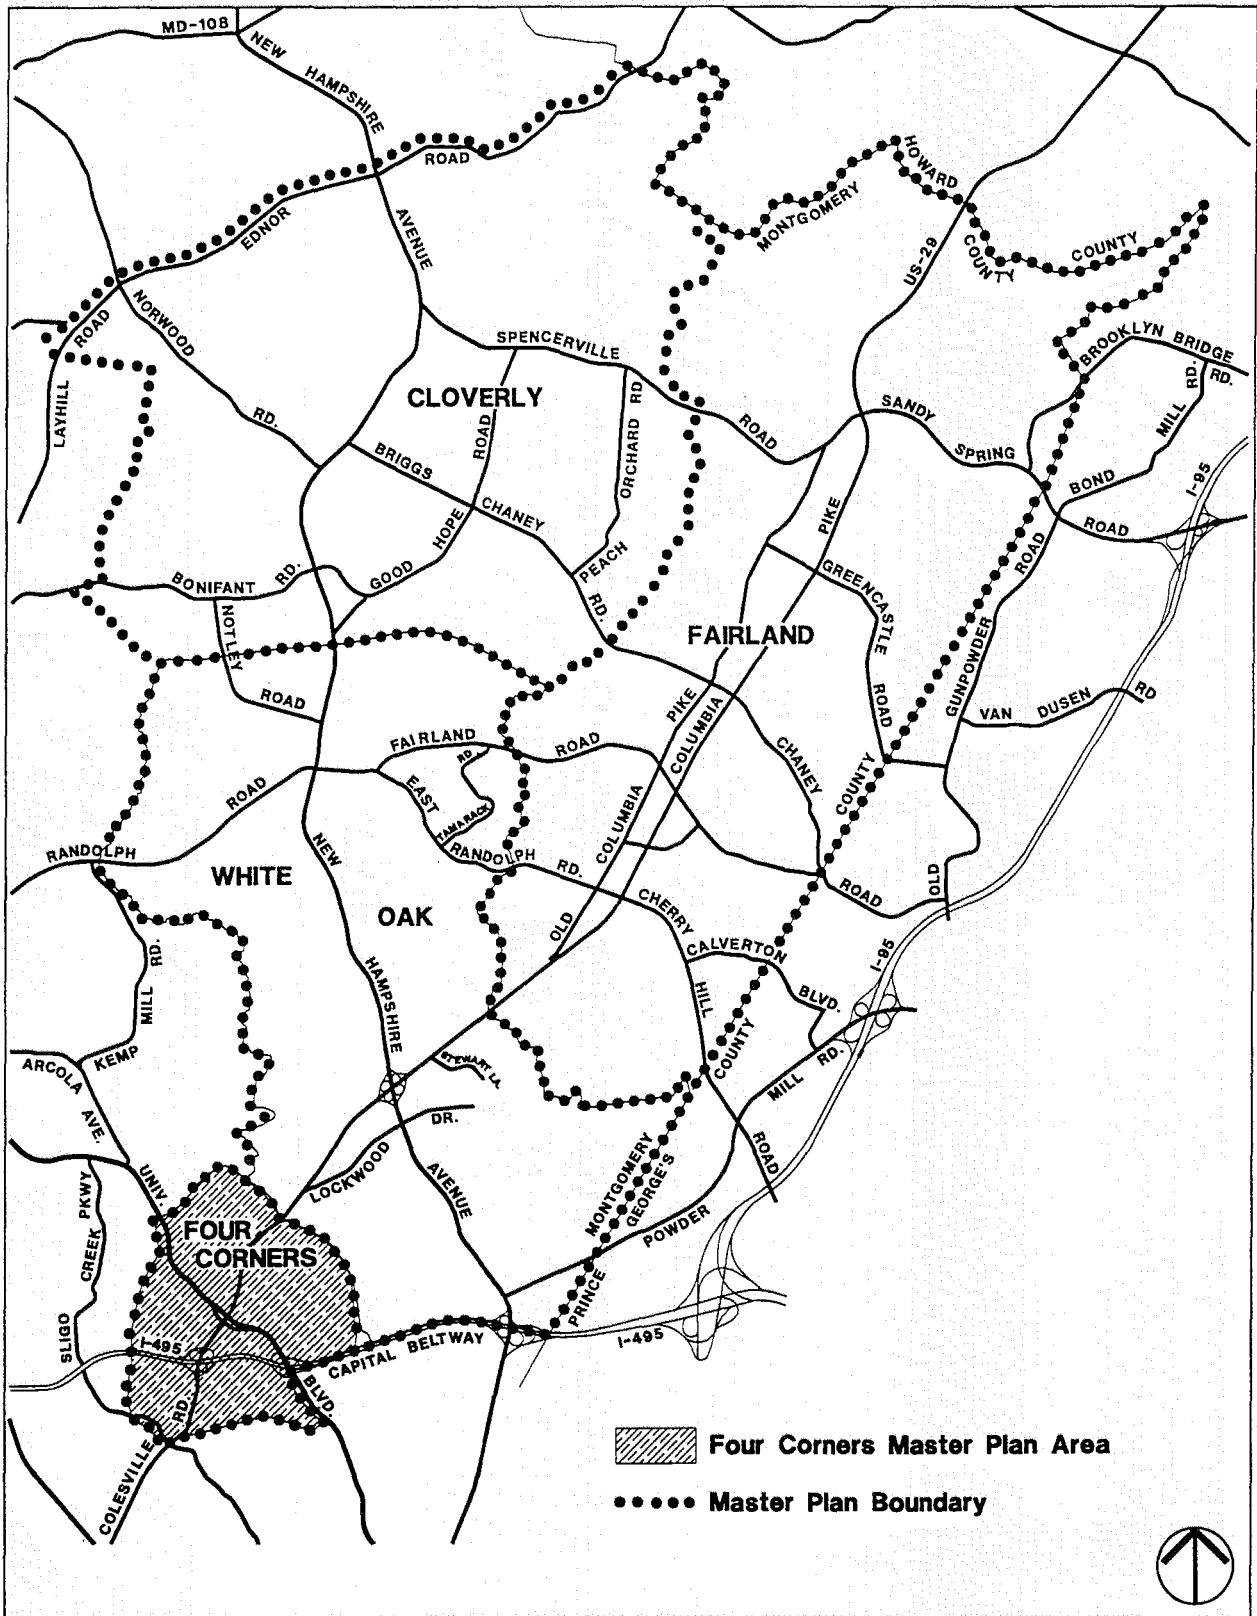 MD-108
NEW
HAMPSHIRE
AVENUE
EDNOR
ROAD
ROAD
LAYHILL
NORWOOD
RD.
HOWARD
COUNTY
MONTGOMERY
COUNTY
US-29
SPENCERVILLE
ROAD
CLOVERLY
BRIGGS
CHANEY
RD.
GOOD
HOPE
ROAD
PEACH
ORCHARD
RD
SANDY
SPRING
ROAD
BROOKLYN BRIDGE
RD.
BOND
MILL
RD.
I-95
BONIFANT
RD.
NOTLEY
ROAD
FAIRLAND
PIKE
GREENCASTLE
ROAD
GUNPOWDER
ROAD
OLD
VAN DUSEN
RD
PIKE
COLUMBIA
COLUMBIA
OLD
CHANEY
COUNTY
FAIRLAND
ROAD
ROAD
EAST
TAMARACK
RD.
RANDOLPH
RD.
RANDOLPH
ROAD
WHITE
OAK
NEW
HAMPSHIRE
AVENUE
CHERRY
HILL
ROAD
CALVERTON
BLVD.
I-95
COUNTY
MILL RD.
POWDER
KEMP
MILL
RD.
ARCOLA
AVE.
STEWART LA.
LOCKWOOD
DR.
UNIV.
BLVD.
SLIGO
CREEK
PKWY
FOUR
CORNERS
MONTGOMERY
PRINCE
GEORGE'S
I-495
CAPITAL BELTWAY
I-495
COLESVILLE
RD.
Four Corners Master Plan Area
Master Plan Boundary